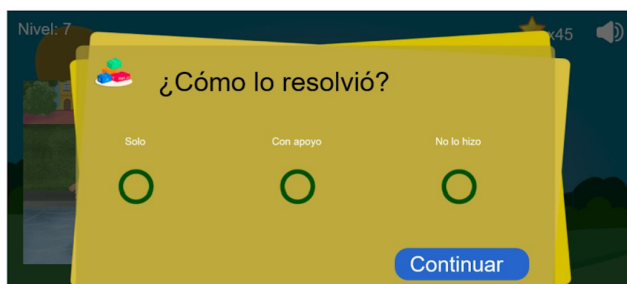 Nivel: 7
x45
¿Cómo lo resolvió?
Solo
Con apoyo
No lo hizo
Continuar